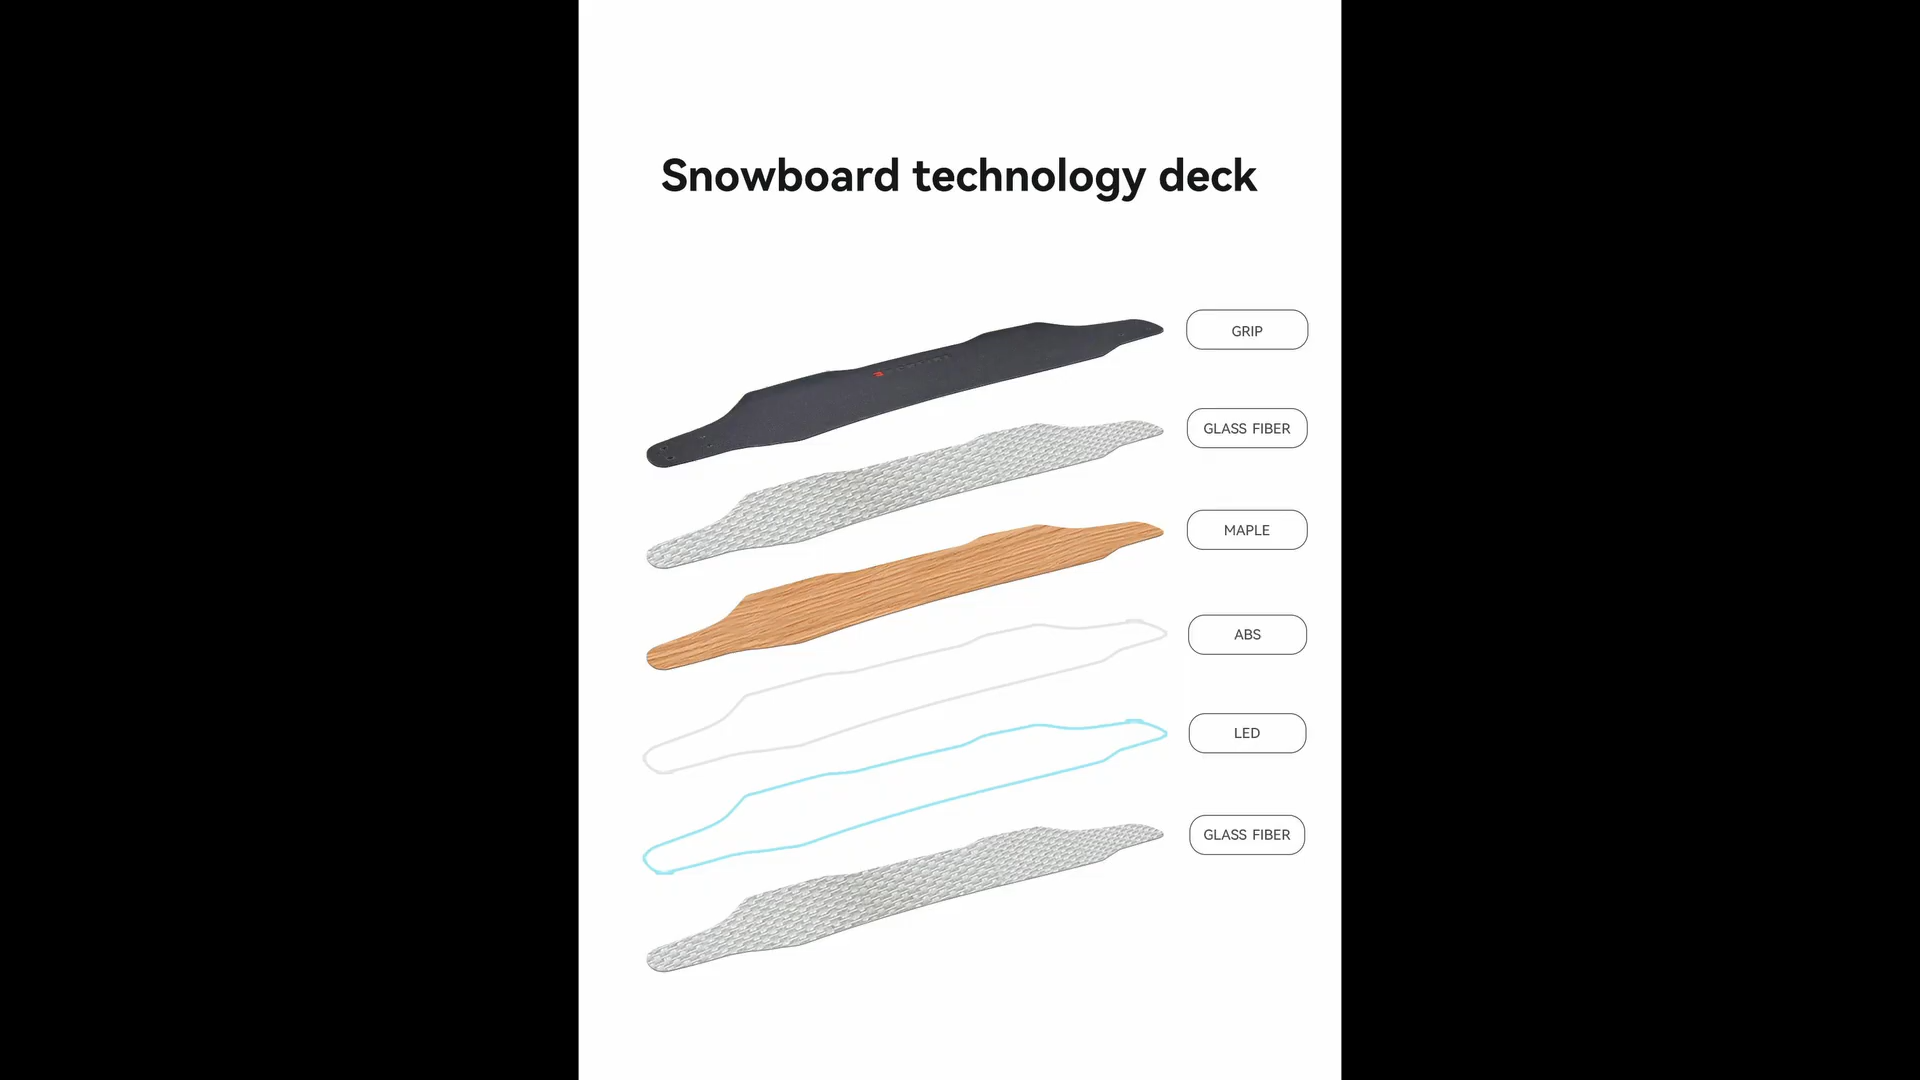 Snowboard technology deck
GRIP
GLASS FIBER
MAPLE
ABS
LED
GLASS FIBER